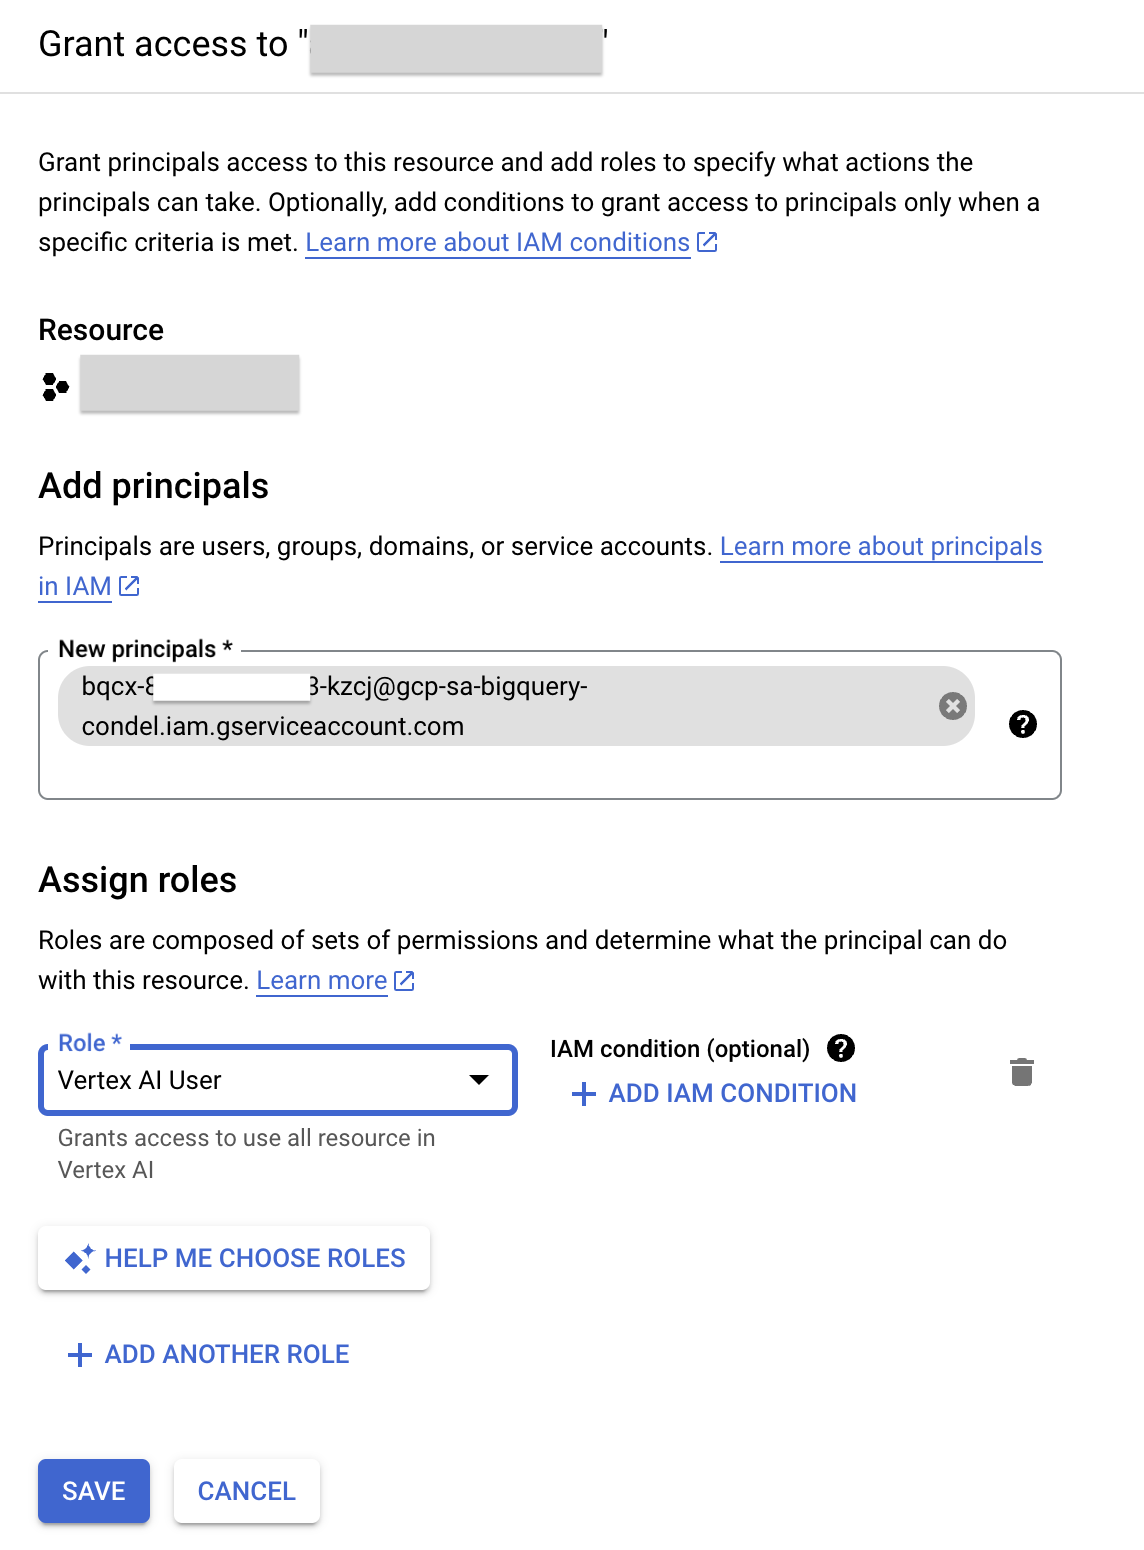 Grant access to "
Grant principals access to this resource and add roles to specify what actions the
principals can take. Optionally, add conditions to grant access to principals only when a
specific criteria is met. Learn more about IAM conditions
Resource
Add principals
Principals are users, groups, domains, or service accounts. Learn more about principals
in IAM
New principals *
bqcx-8 3-kzcj@gcp-sa-bigquery-
condel.iam.gserviceaccount.com
Assign roles
Roles are composed of sets of permissions and determine what the principal can do
with this resource. Learn more
Role *
Vertex AI User
IAM condition (optional)
ADD IAM CONDITION
Grants access to use all resource in
Vertex AI
HELP ME CHOOSE ROLES
ADD ANOTHER ROLE
SAVE
CANCEL